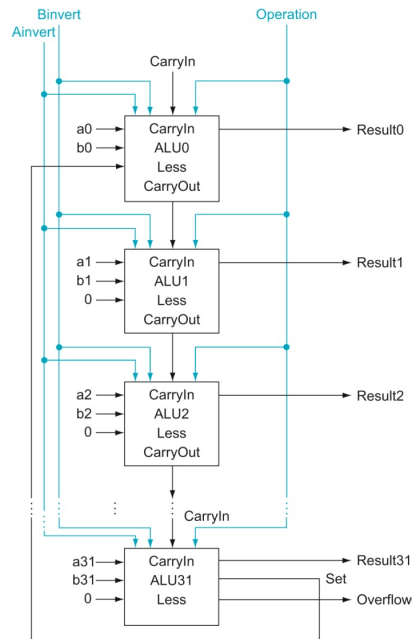 Binvert
Operation
Ainvert
CarryIn
a0
CarryIn
Result0
b0
ALU0
Less
CarryOut
a1
CarryIn
Result1
b1
ALU1
0
Less
CarryOut
a2
CarryIn
Result2
b2
ALU2
0
Less
CarryOut
CarryIn
a31
CarryIn
Result31
b31
ALU31
Set
0
Less
Overflow